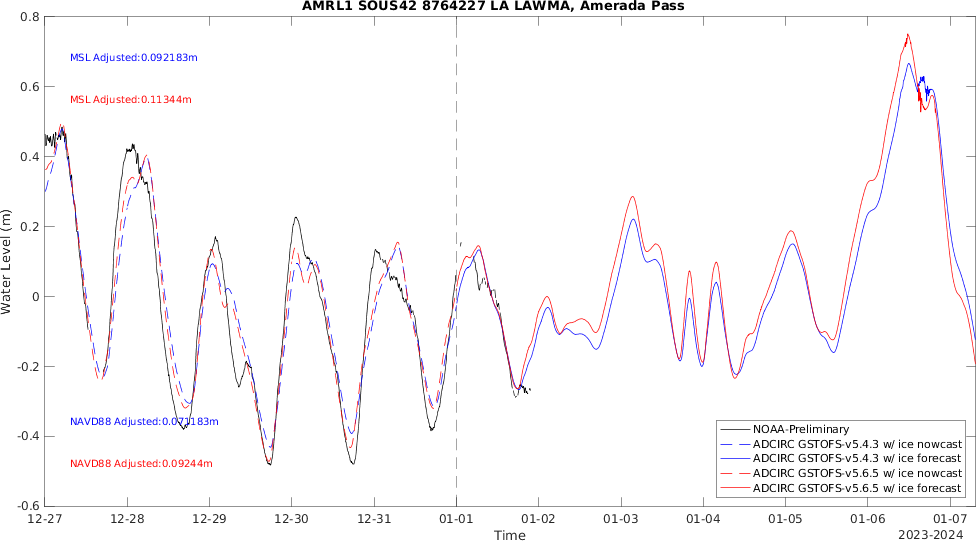 AMRL1 SOUS42 8764227 LA LAWMA, Amerada Pass
0.8
0.6
0.4
0.2
0
-0.2
-0.4
-0.6
Water Level (m)
MSL Adjusted:0.092183m
MSL Adjusted:0.11344m
NAVD88 Adjusted:0.071183m
NAVD88 Adjusted:0.09244m
NOAA-Preliminary
ADCIRC GSTOFS-v5.4.3 w/ ice nowcast
ADCIRC GSTOFS-v5.4.3 w/ ice forecast
ADCIRC GSTOFS-v5.6.5 w/ ice nowcast
ADCIRC GSTOFS-v5.6.5 w/ ice forecast
12-27 12-28 12-29 12-30 12-31 01-01 01-02 01-03 01-04 01-05 01-06 01-07
Time
2023-2024